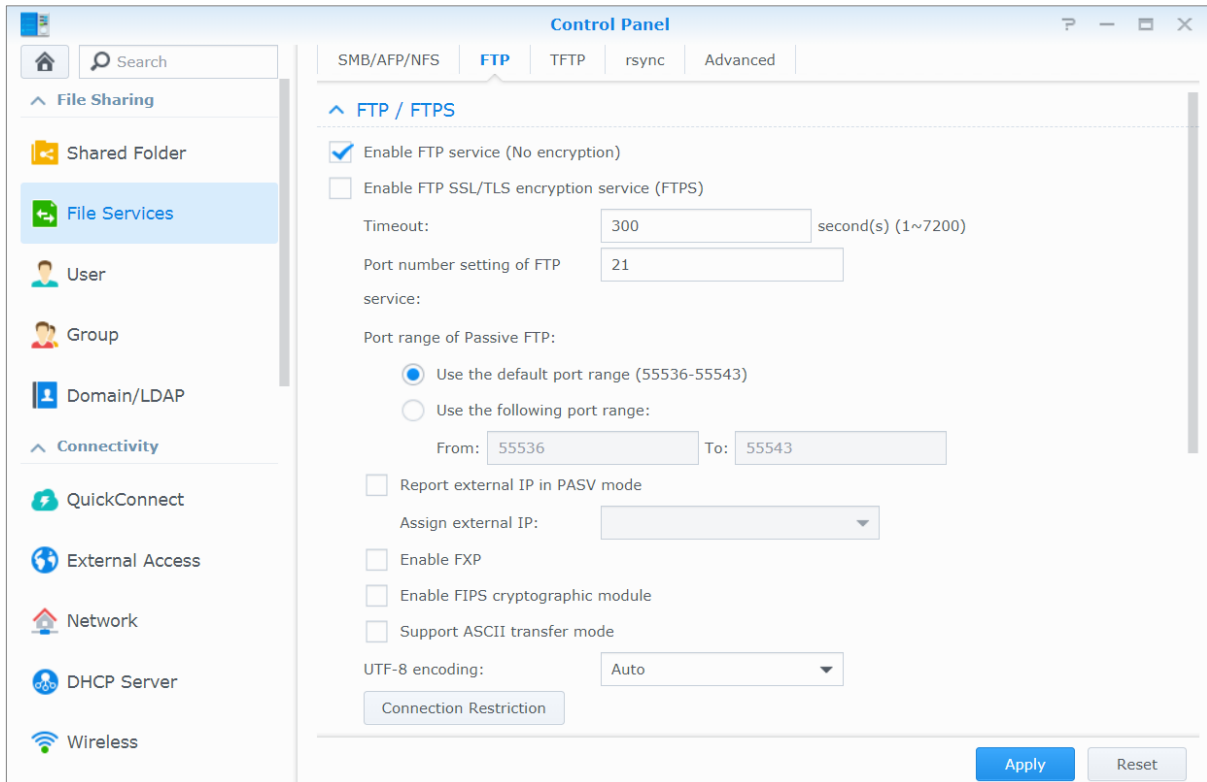 Control Panel
Search
SMB/AFP/NFS FTP TFTP rsync Advanced
File Sharing
Shared Folder
File Services
User
Group
Domain/LDAP
Connectivity
QuickConnect
External Access
Network
DHCP Server
Wireless
FTP / FTPS
Enable FTP service (No encryption)
Enable FTP SSL/TLS encryption service (FTPS)
Timeout: 300 second(s) (1~7200)
Port number setting of FTP 21
service:
Port range of Passive FTP:
Use the default port range (55536-55543)
Use the following port range:
From: 55536 To: 55543
Report external IP in PASV mode
Assign external IP:
Enable FXP
Enable FIPS cryptographic module
Support ASCII transfer mode
UTF-8 encoding: Auto
Connection Restriction
Apply Reset